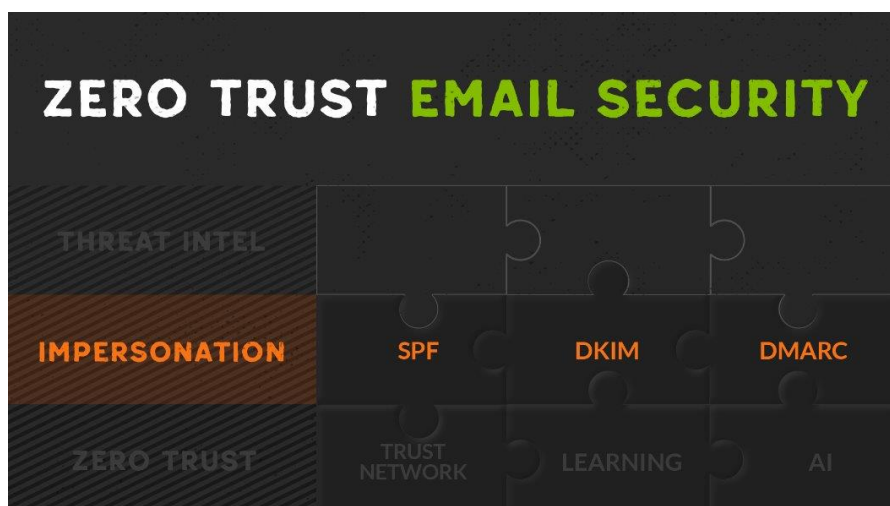 ZERO TRUST EMAIL SECURITY
THREAT INTEL
IMPERSONATION
SPF
DKIM
DMARC
ZERO TRUST
TRUST
NETWORK
LEARNING
AI